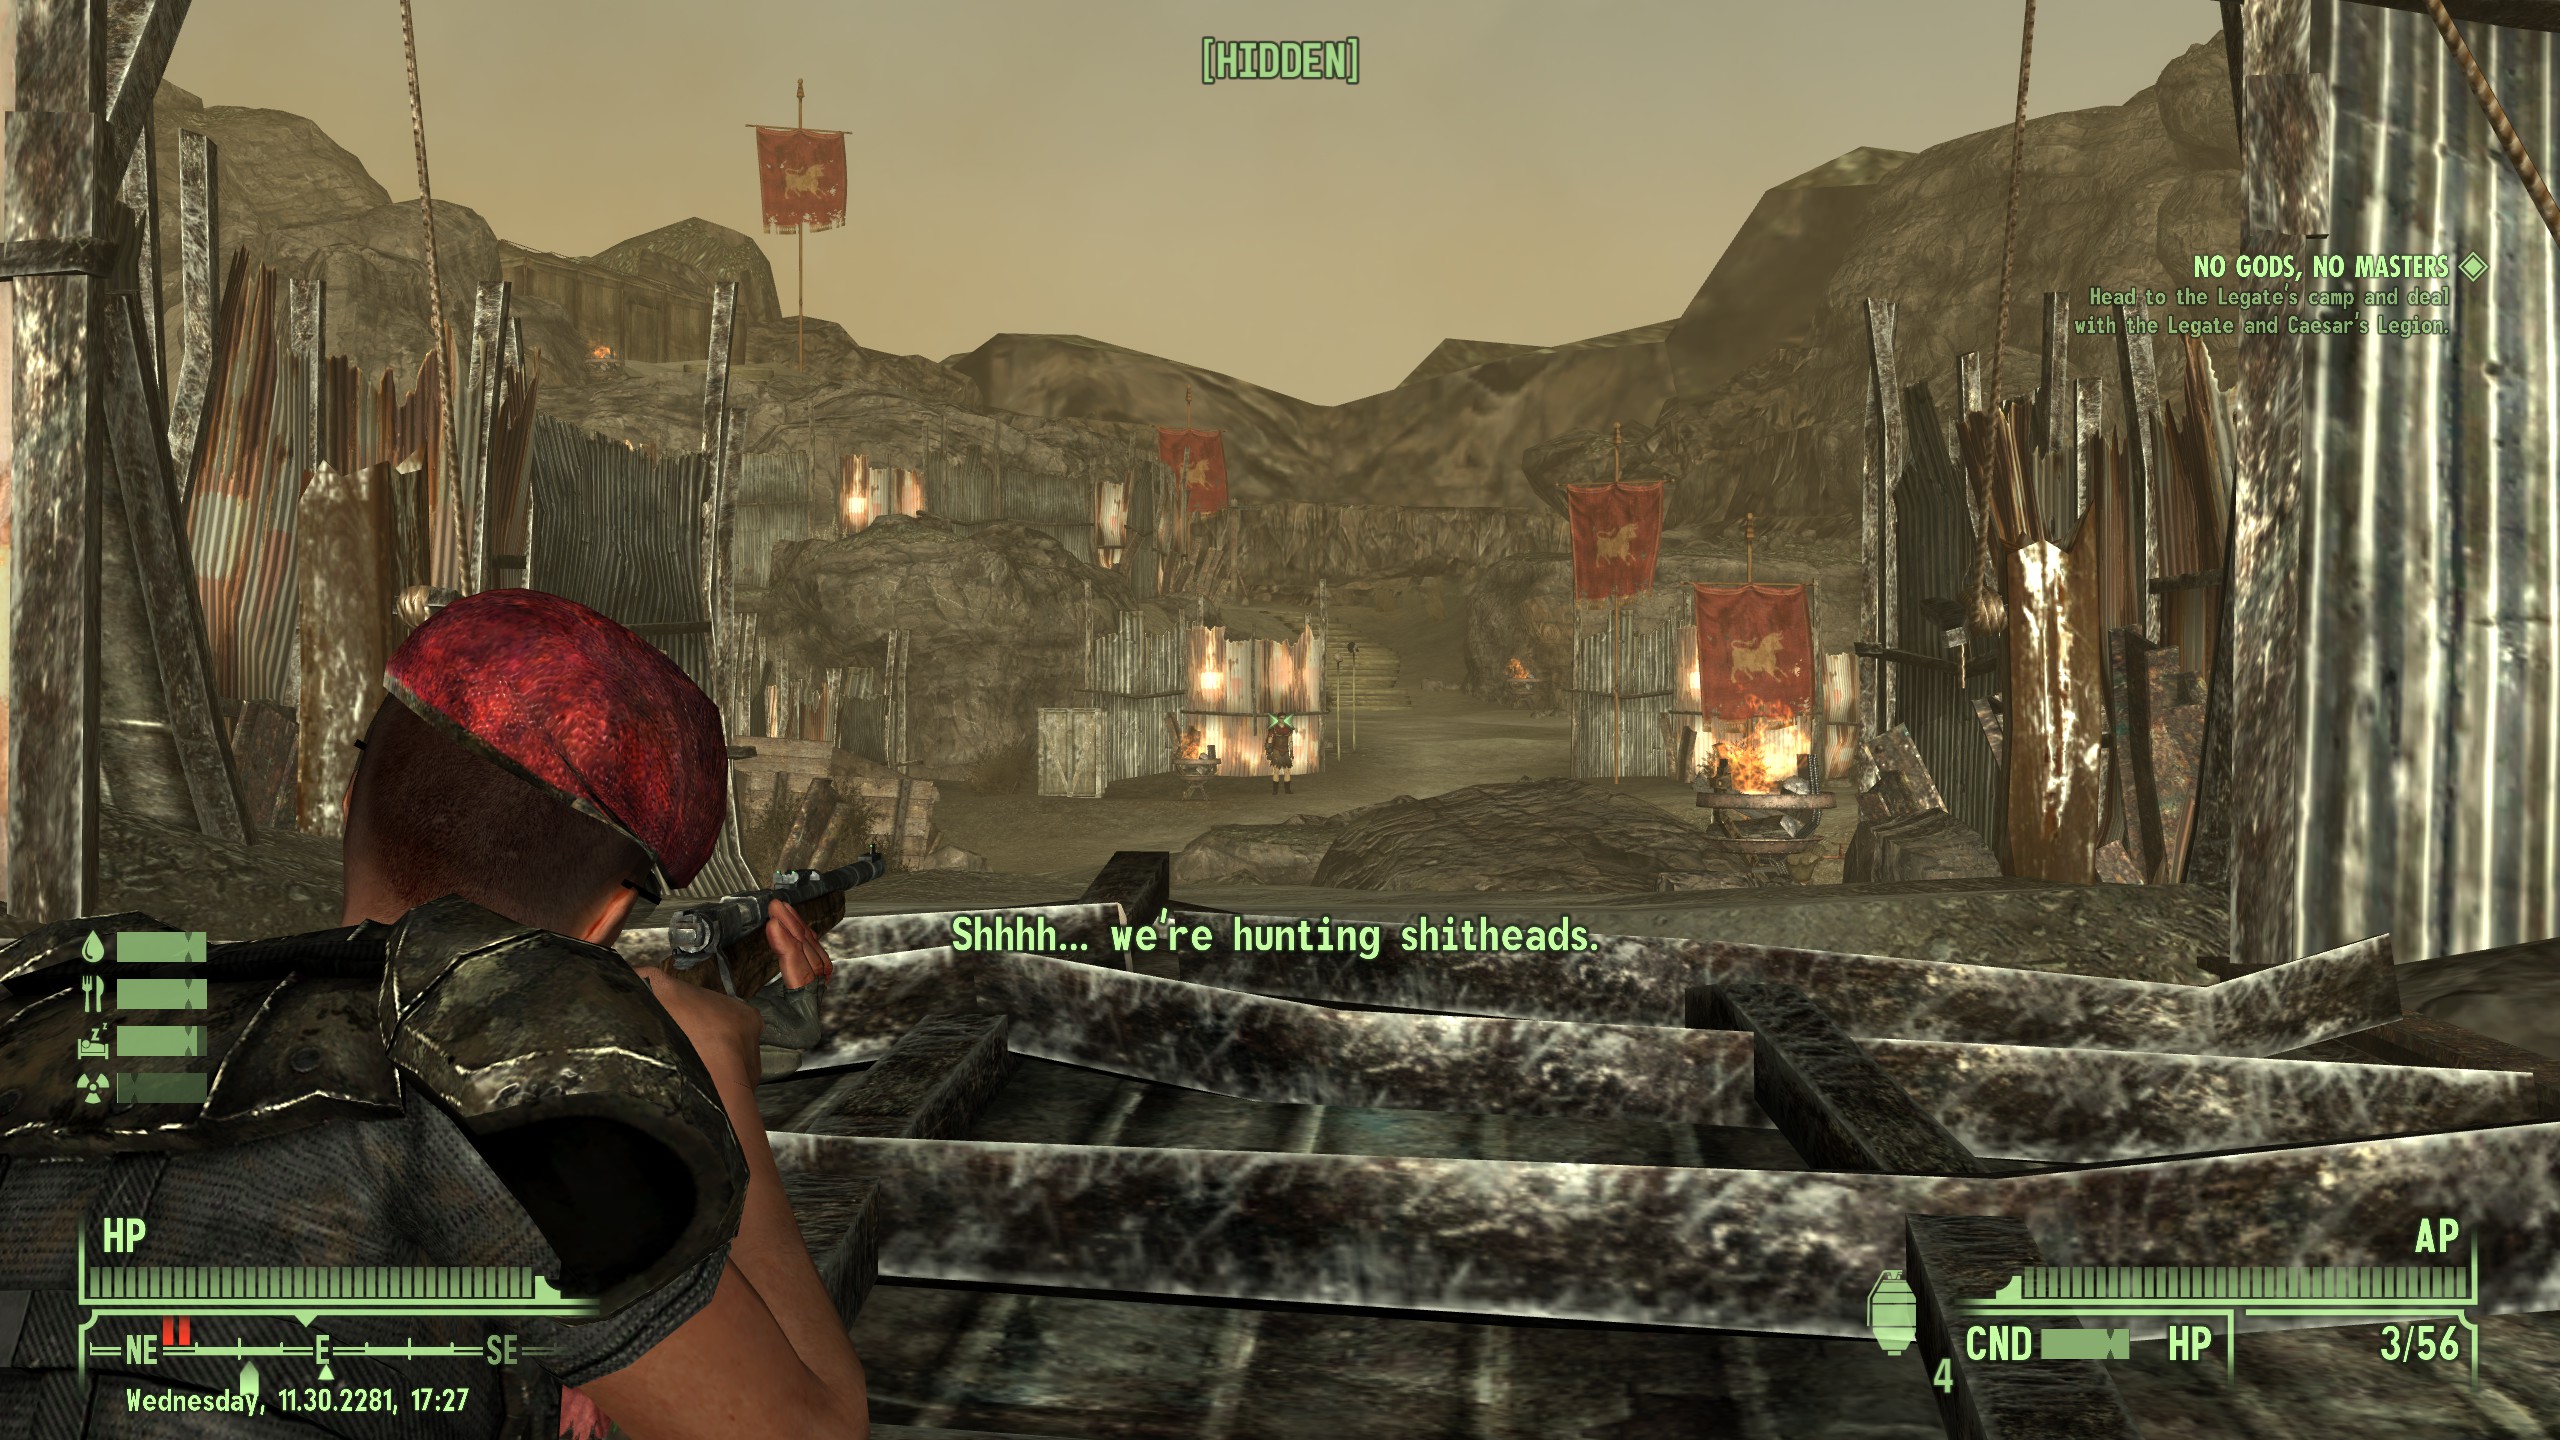 [HIDDEN]
NO GODS, NO MASTERS
Head to the Legate's camp and deal
with the Legate and Caesar's Legion.
Shhhh... we're hunting shitheads.
HP
AP
NE E SE
CND HP 3/56
4
Wednesday, 11.30.2281, 17:27